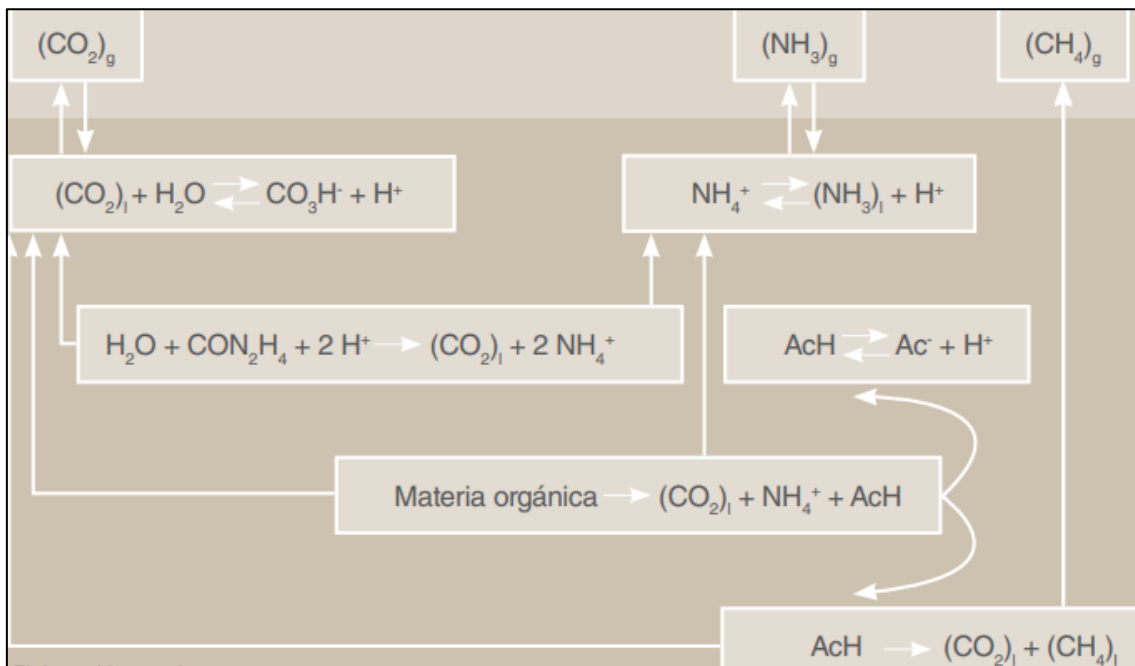 (CO₂)g
(NH₃)g
(CH₄)g
(CO₂)ₗ + H₂O ⇄ CO₃H⁻ + H⁺
NH₄⁺ ⇄ (NH₃)ₗ + H⁺
H₂O + CON₂H₄ + 2 H⁺ → (CO₂)ₗ + 2 NH₄⁺
AcH ⇄ Ac⁻ + H⁺
Materia orgánica → (CO₂)ₗ + NH₄⁺ + AcH
AcH → (CO₂)ₗ + (CH₄)ₗ